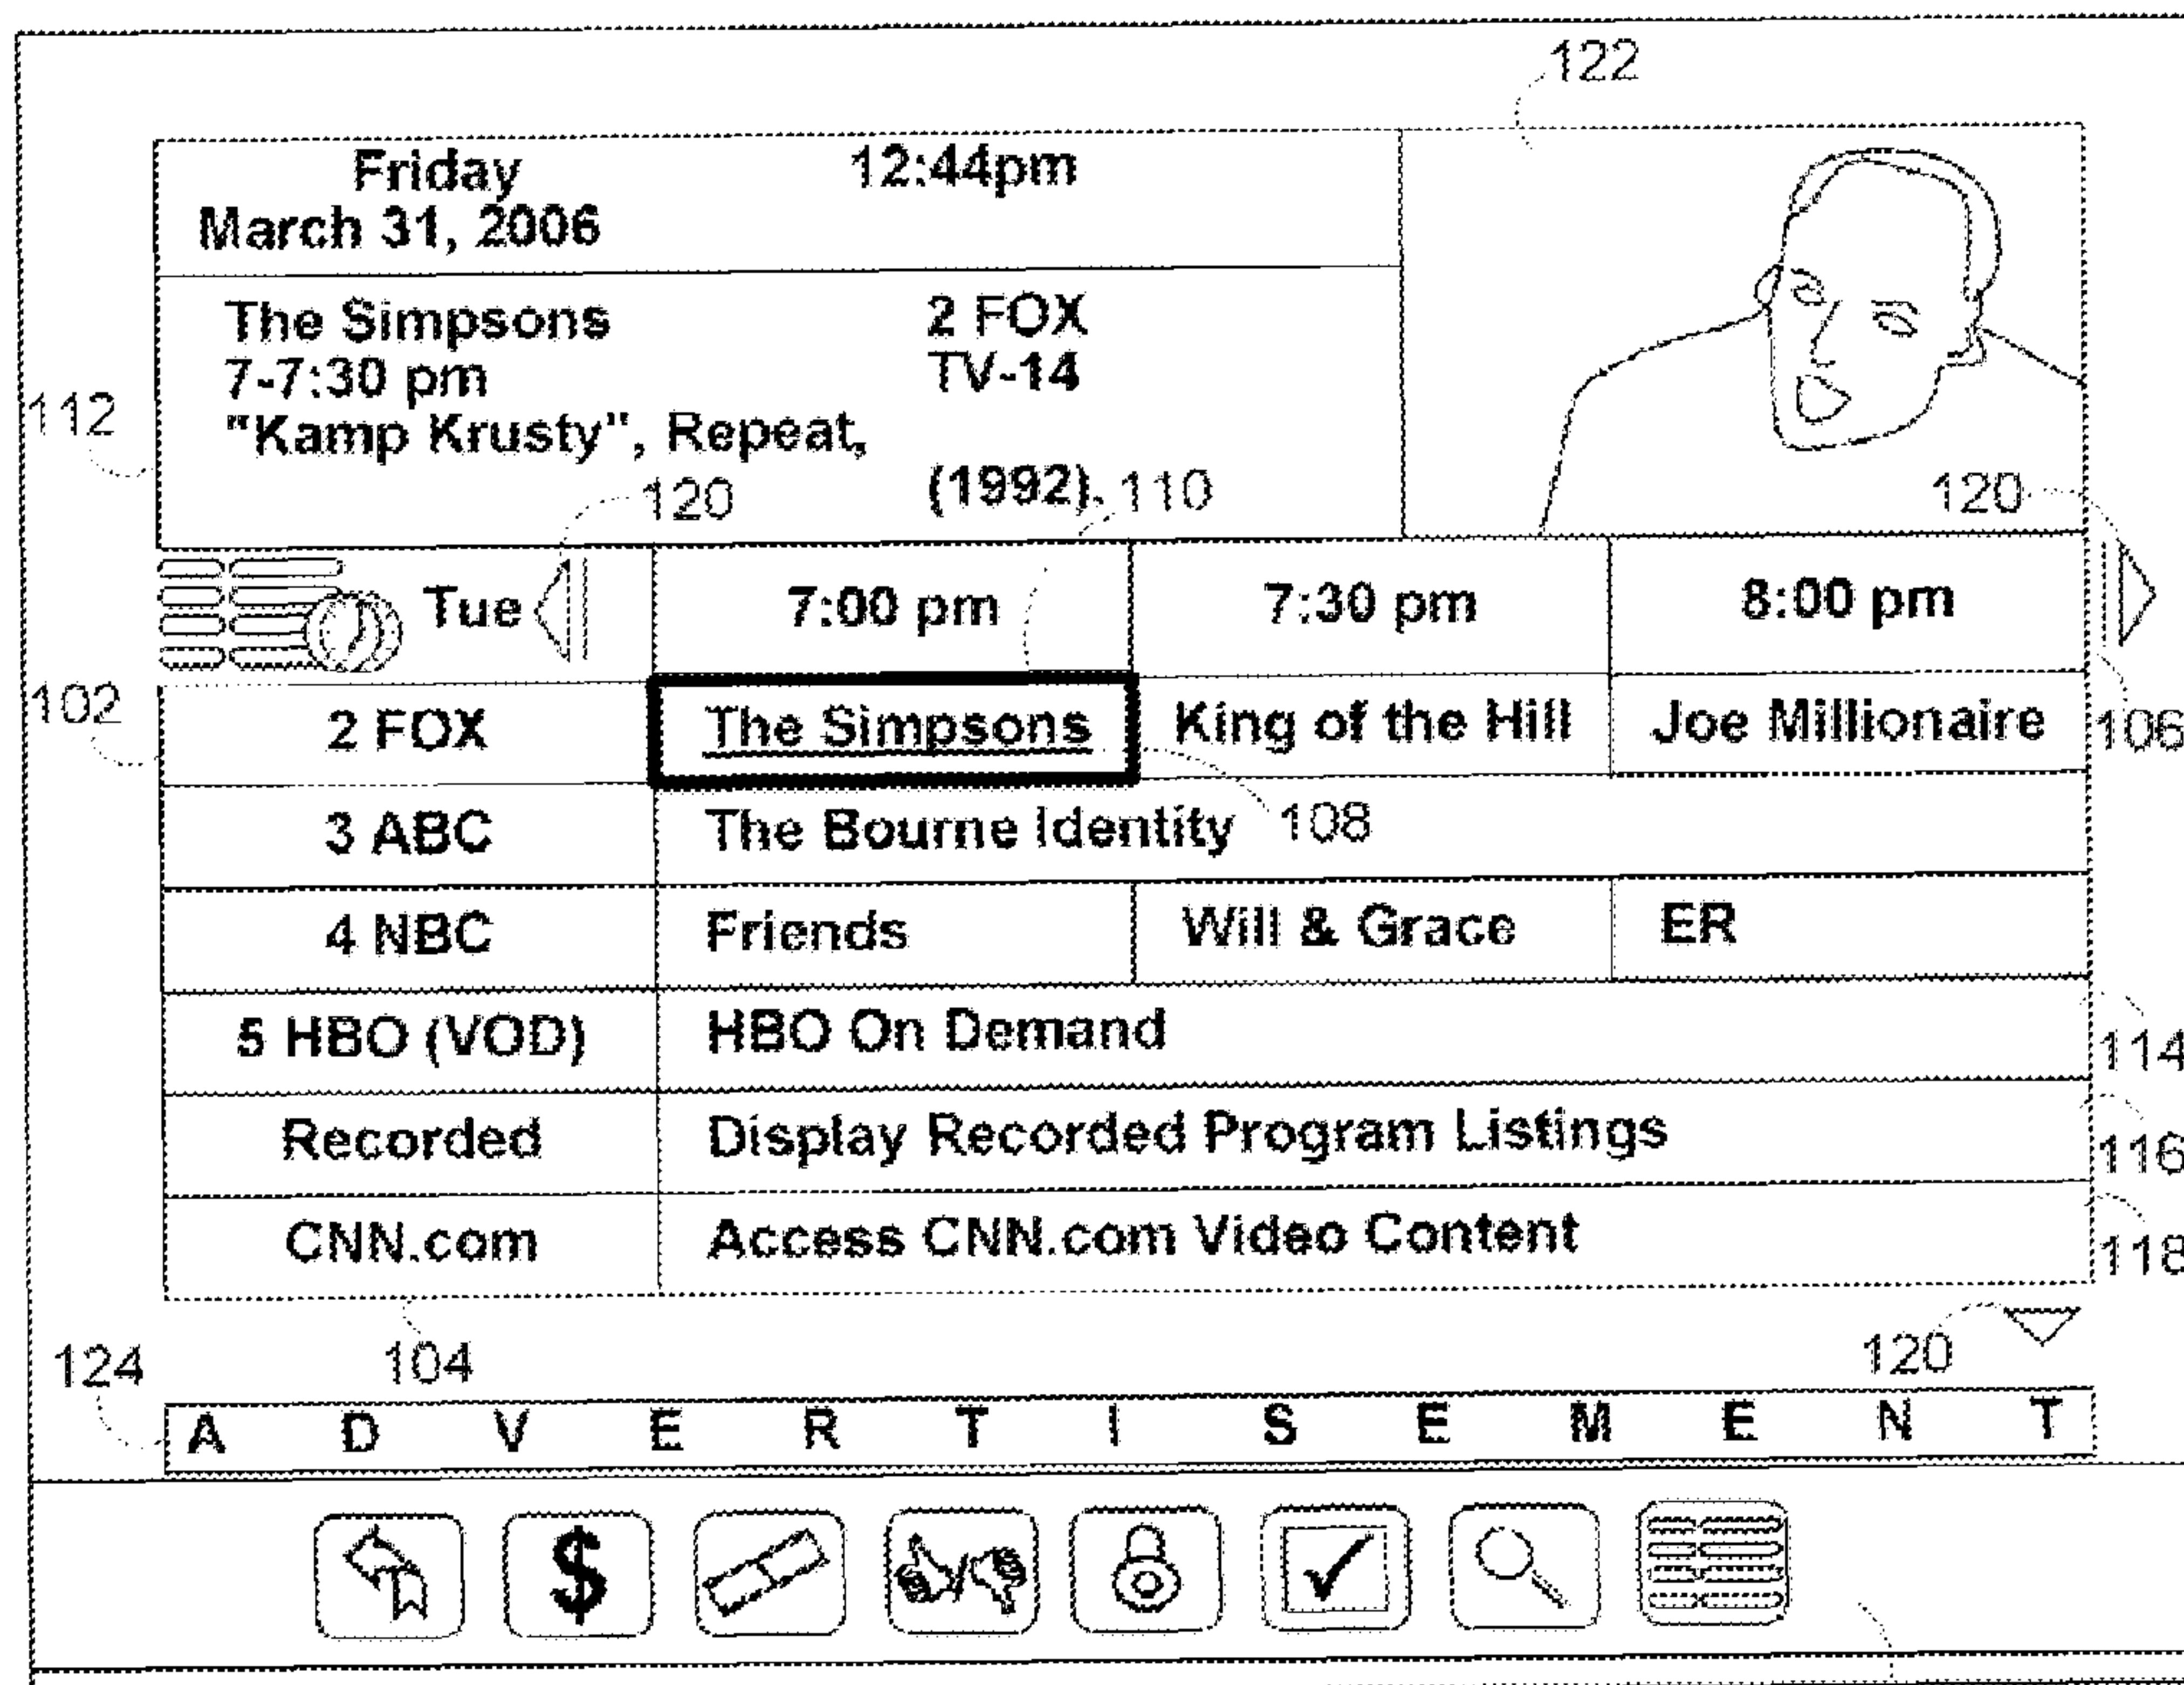 122
Friday 12:44pm
March 31, 2006
The Simpsons 2 FOX
7-7:30 pm TV-14
112
"Kamp Krusty", Repeat,
120 (1992). 110 120
Tue 7:00 pm 7:30 pm 8:00 pm
102 2 FOX The Simpsons King of the Hill Joe Millionaire 106
3 ABC The Bourne Identity 108
4 NBC Friends Will & Grace ER
5 HBO (VOD) HBO On Demand 114
Recorded Display Recorded Program Listings 116
CNN.com Access CNN.com Video Content 118
124 104 120
A D V E R T I S E M E N T
$